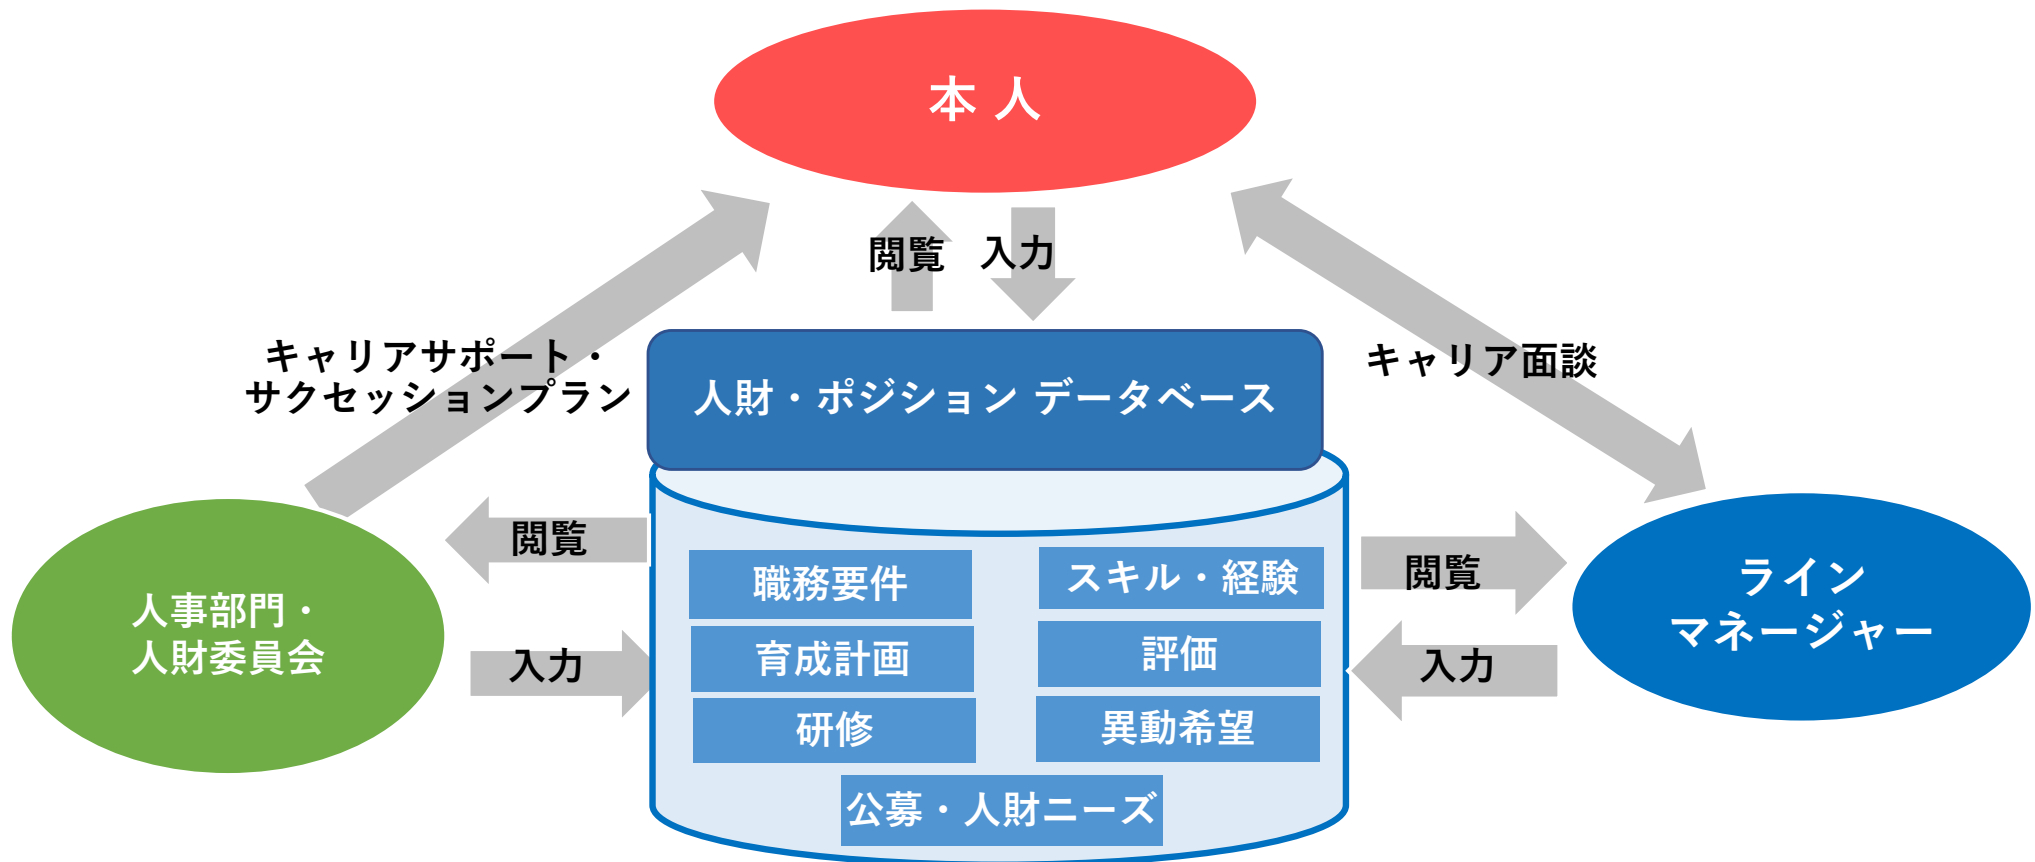 本 人
閲覧
入力
キャリアサポート・
サクセッションプラン
キャリア面談
人財・ポジション データベース
閲覧
閲覧
職務要件
スキル・経験
人事部門・
人財委員会
ライン
マネージャー
入力
育成計画
評価
入力
研修
異動希望
公募・人財ニーズ